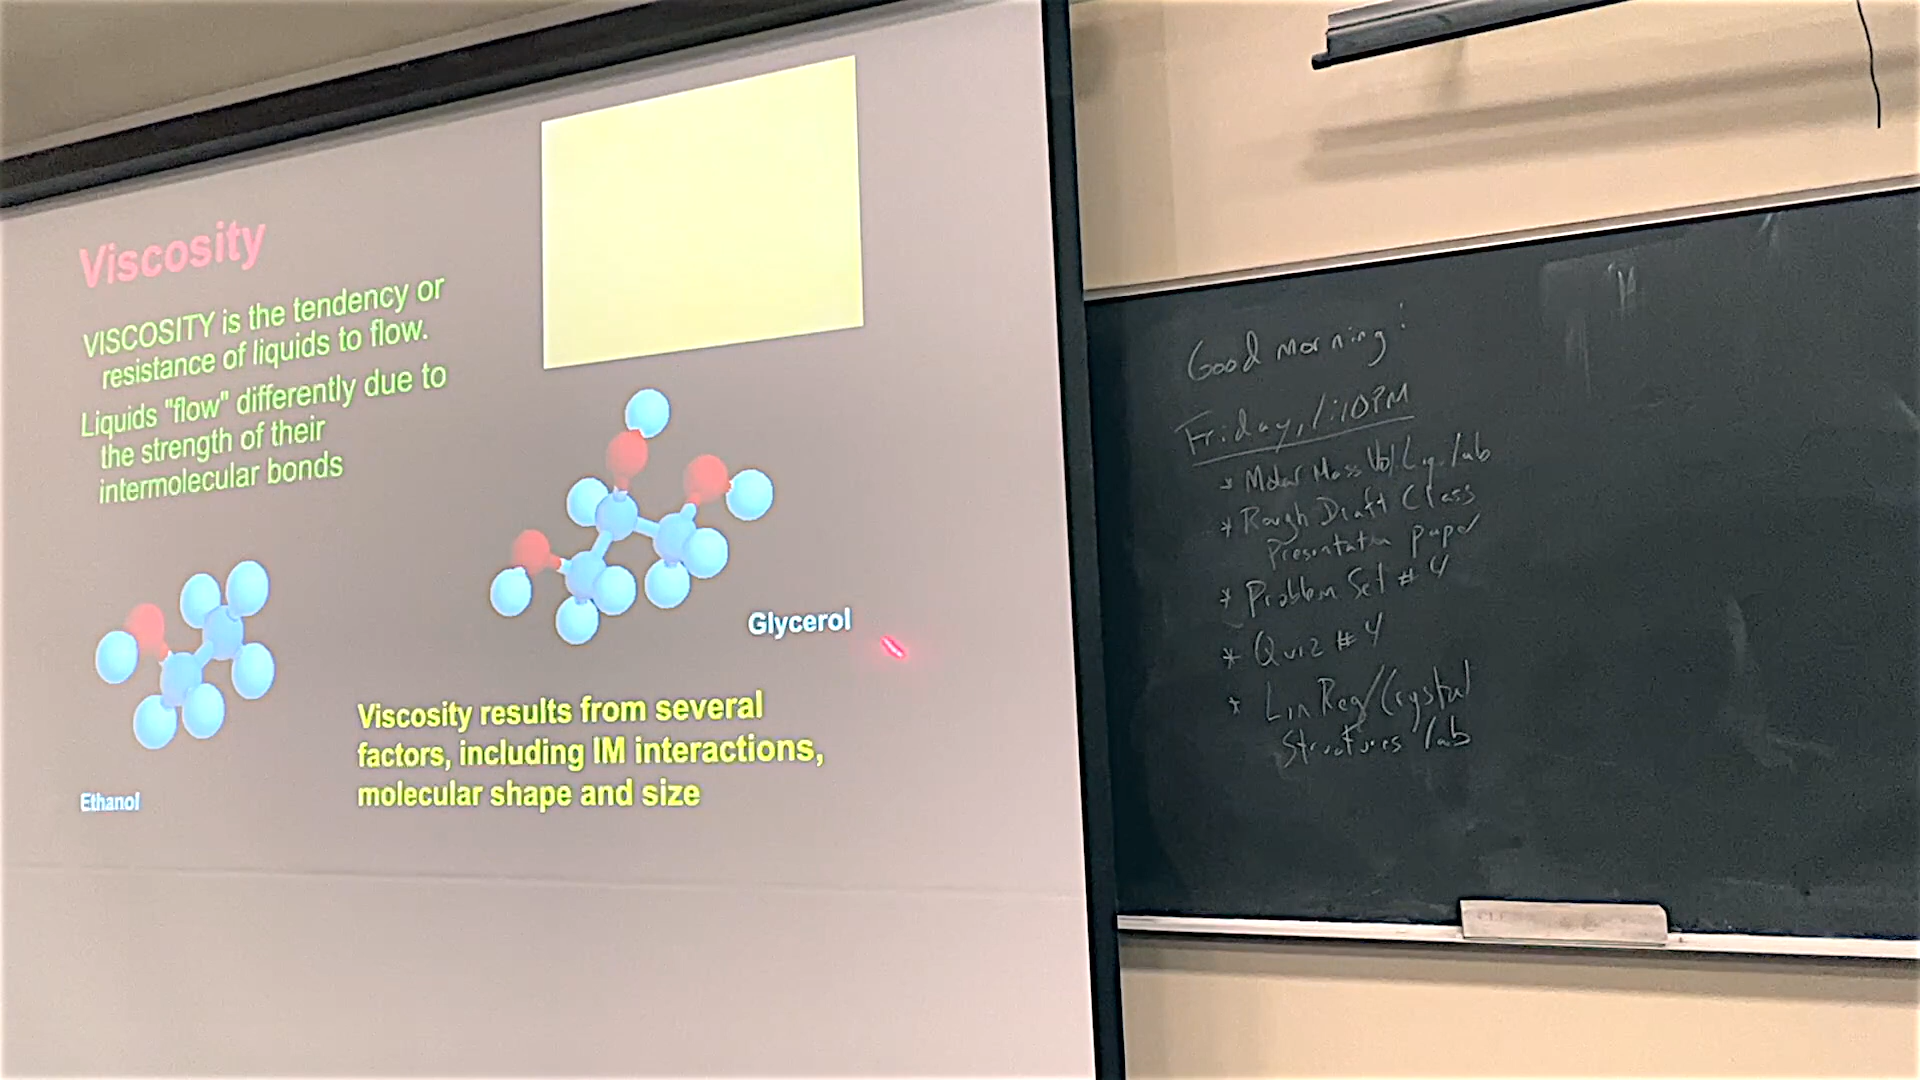 Viscosity
VISCOSITY is the tendency or
resistance of liquids to flow.
Liquids "flow" differently due to
the strength of their
intermolecular bonds
Glycerol
Ethanol
Viscosity results from several
factors, including IM interactions,
molecular shape and size
Good morning!
Friday, 1:10PM
* Molar Mass Vol Liq. lab
* Rough Draft Class
Presentation paper
* Problem Set #4
* Quiz #4
* Lin Reg/Crystal
Structures lab